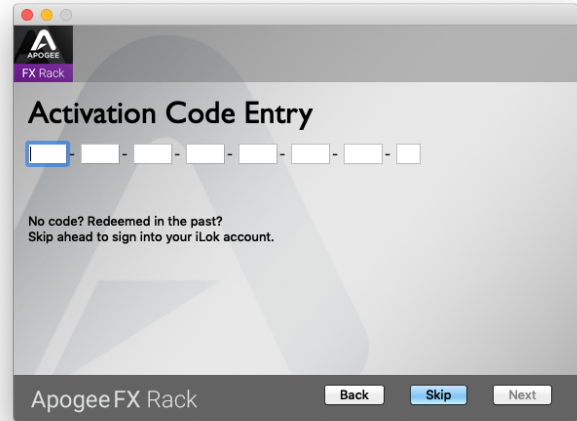 APOGEE
FX Rack
Activation Code Entry
- - - - - - -
No code? Redeemed in the past?
Skip ahead to sign into your iLok account.
Apogee FX Rack
Back
Skip
Next